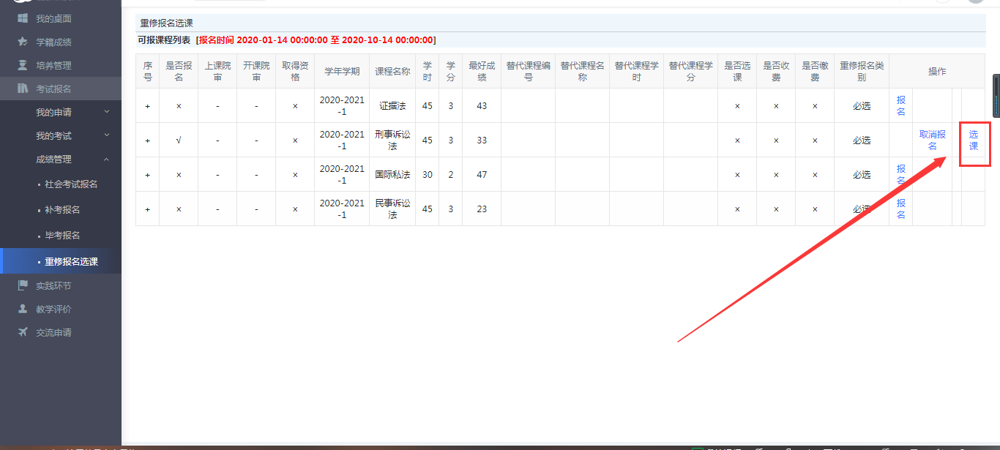 我的桌面
学籍成绩
培养管理
考试报名
我的申请
我的考试
成绩管理
• 社会考试报名
• 补考报名
• 毕考报名
• 重修报名选课
实践环节
教学评价
交流申请
重修报名选课
可报课程列表 [报名时间 2020-01-14 00:00:00 至 2020-10-14 00:00:00]
序号 是否报名 上课院审 开课院审 取得资格 学年学期 课程名称 学时 学分 最好成绩 替代课程编号 替代课程名称 替代课程学时 替代课程学分 是否选课 是否收费 是否缴费 重修报名类别 操作
+ × - - × 2020-2021-1 证据法 45 3 43 × × × 必选 报名
+ √ - - × 2020-2021-1 刑事诉讼法 45 3 33 × × × 必选 取消报名 选课
+ × - - × 2020-2021-1 国际私法 30 2 47 × × × 必选 报名
+ × - - × 2020-2021-1 民事诉讼法 45 3 23 × × × 必选 报名